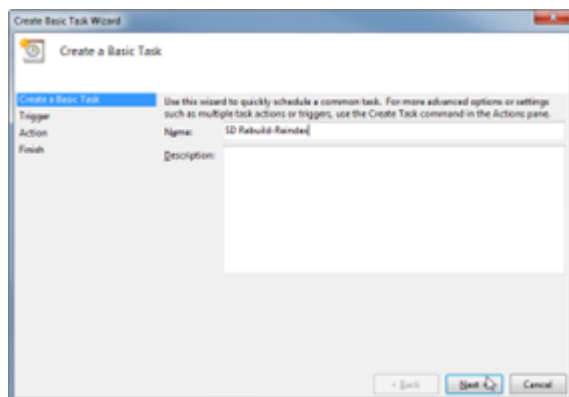 Create Basic Task Wizard
Create a Basic Task
Create a Basic Task
Use this wizard to quickly schedule a common task. For more advanced options or settings
such as multiple task actions or triggers, use the Create Task command in the Actions pane.
Trigger
Name: SD Rebuild-Reindex
Action
Description:
Finish
< Back Next > Cancel